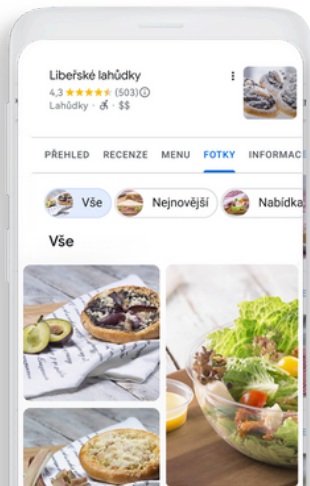 Libeřské lahůdky
4,3 ★★★★★ (503)
Lahůdky · $$
PŘEHLED RECENZE MENU FOTKY INFORMACE
Vše Nejnovější Nabídka
Vše